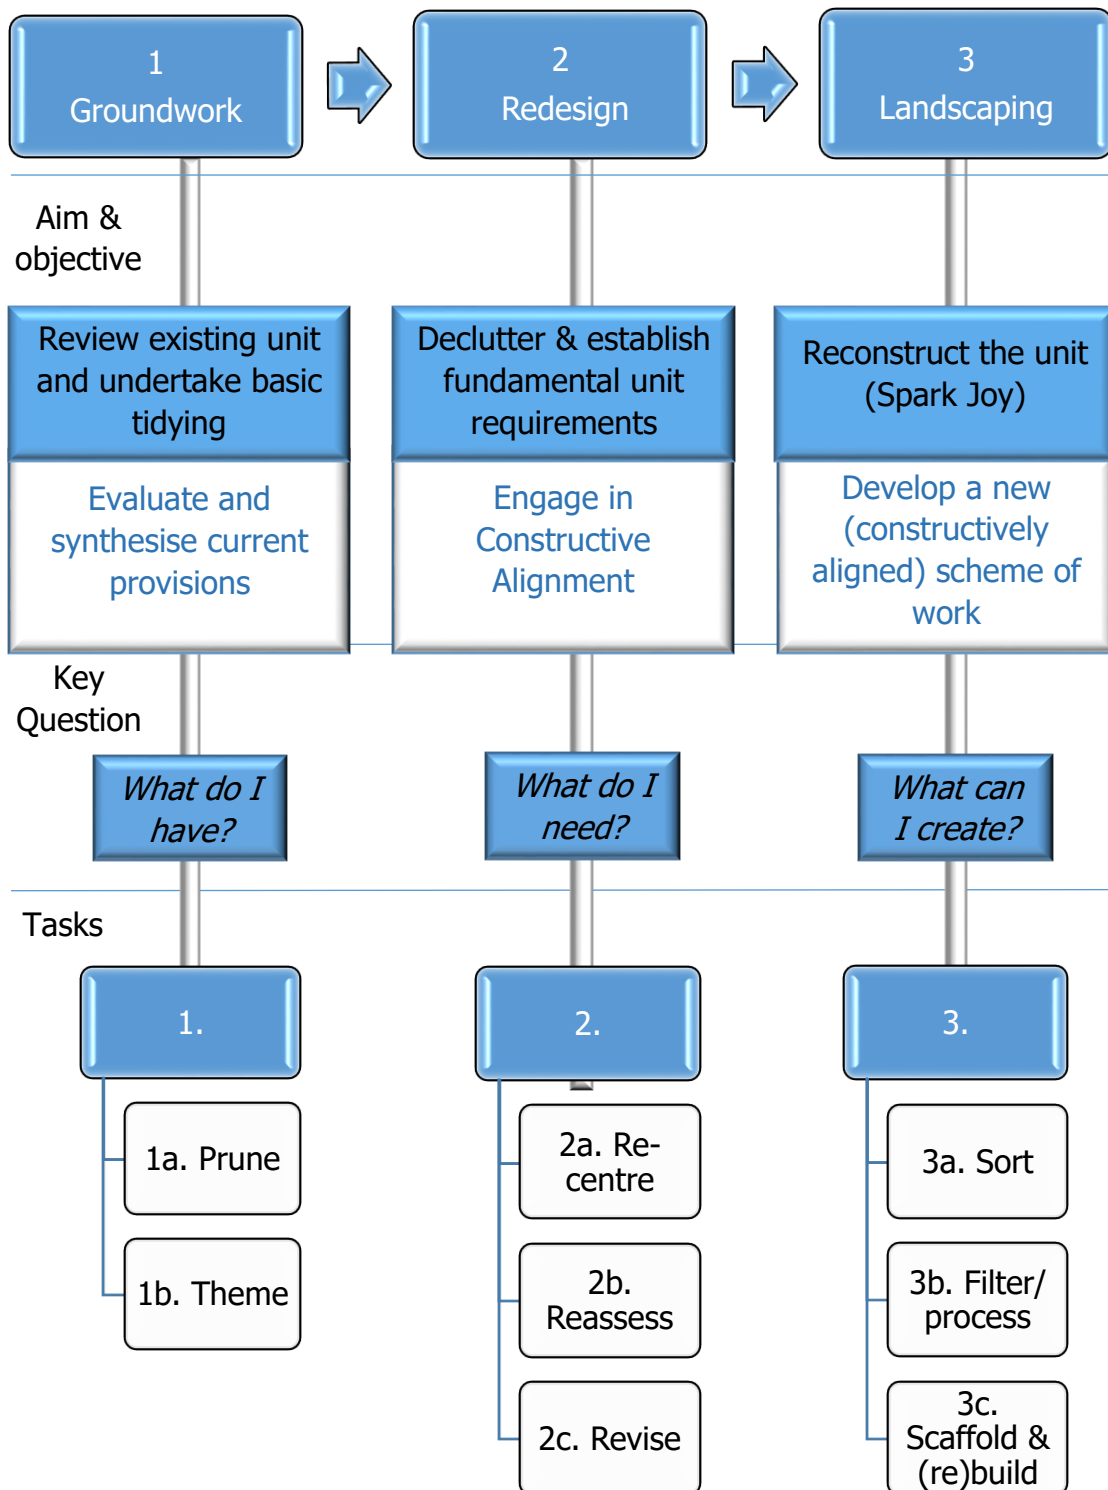 1
Groundwork
2
Redesign
3
Landscaping
Aim &
objective
Review existing unit
and undertake basic
tidying
Declutter & establish
fundamental unit
requirements
Reconstruct the unit
(Spark Joy)
Evaluate and
synthesise current
provisions
Engage in
Constructive
Alignment
Develop a new
(constructively
aligned) scheme of
work
Key
Question
What do I
have?
What do I
need?
What can
I create?
Tasks
1.
2.
3.
1a. Prune
1b. Theme
2a. Re-
centre
2b.
Reassess
2c. Revise
3a. Sort
3b. Filter/
process
3c.
Scaffold &
(re)build